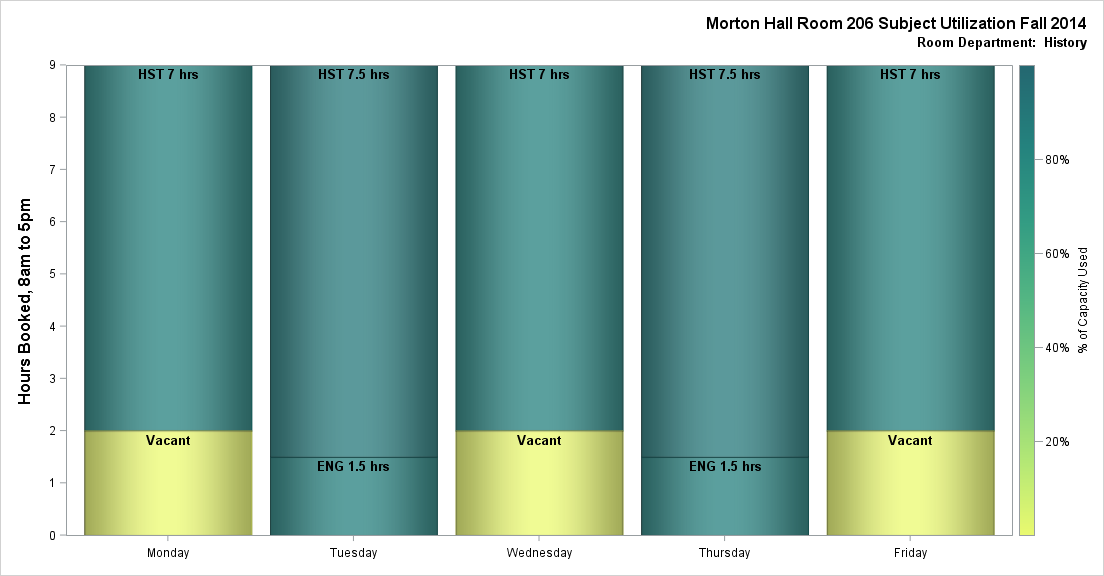 Morton Hall Room 206 Subject Utilization Fall 2014
Room Department:  History
Hours Booked, 8am to 5pm
9
8
7
6
5
4
3
2
1
0
HST 7 hrs
Vacant
HST 7.5 hrs
ENG 1.5 hrs
HST 7 hrs
Vacant
HST 7.5 hrs
ENG 1.5 hrs
HST 7 hrs
Vacant
Monday
Tuesday
Wednesday
Thursday
Friday
80%
60%
40%
20%
% of Capacity Used